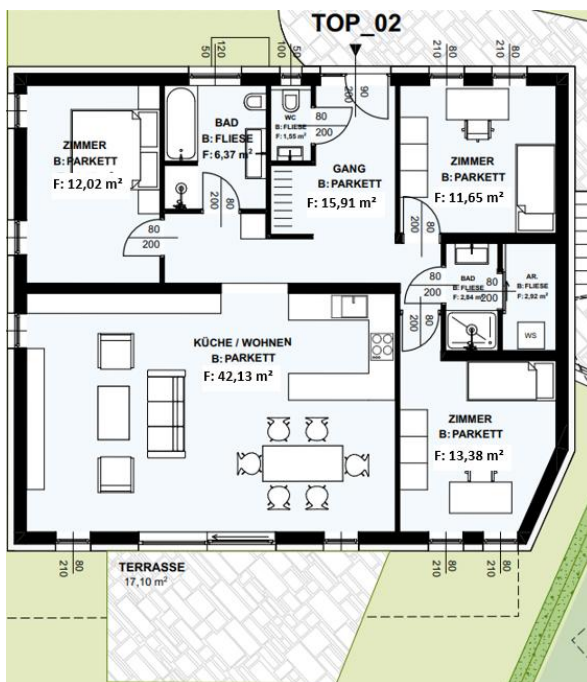 TOP_02
50
120
100
50
200
90
210
80
210
80
ZIMMER
B: PARKETT
F: 12,02 m²
BAD
B: FLIESE
F: 6,37 m²
WC
B: FLIESE
F: 1,55 m²
80
200
GANG
B: PARKETT
F: 15,91 m²
ZIMMER
B: PARKETT
F: 11,65 m²
80
200
200
80
200
80
80
200
BAD
B: FLIESE
F: 2,84 m²
80
200
AR.
B: FLIESE
F: 2,92 m²
WS
200
80
KÜCHE / WOHNEN
B: PARKETT
F: 42,13 m²
ZIMMER
B: PARKETT
F: 13,38 m²
210
80
210
80
210
80
210
80
TERRASSE
17,10 m²